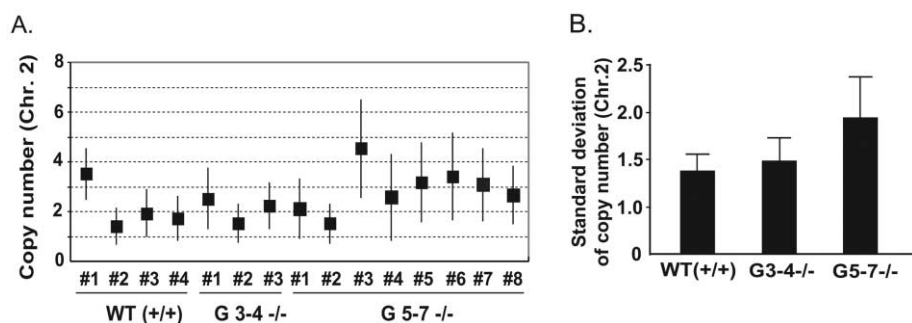 A.
Copy number (Chr. 2)
8
6
4
2
0
#1 #2 #3 #4 #1 #2 #3 #1 #2 #3 #4 #5 #6 #7 #8
WT (+/+) G 3-4 -/- G 5-7 -/-
B.
Standard deviation
of copy number (Chr.2)
2.5
2.0
1.5
1.0
0
WT(+/+) G3-4-/- G5-7-/-